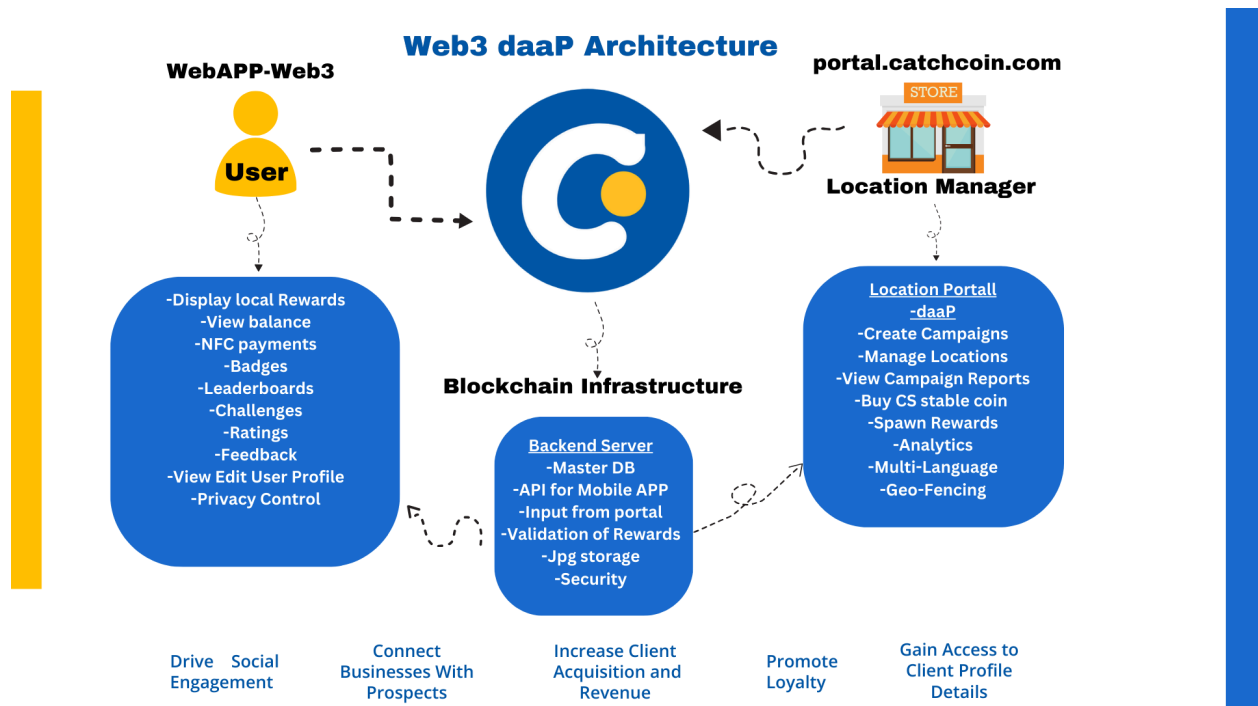 Web3 daaP Architecture
WebAPP-Web3
User
portal.catchcoin.com
STORE
Location Manager
-Display local Rewards
-View balance
-NFC payments
-Badges
-Leaderboards
-Challenges
-Ratings
-Feedback
-View Edit User Profile
-Privacy Control
Blockchain Infrastructure
Backend Server
-Master DB
-API for Mobile APP
-Input from portal
-Validation of Rewards
-Jpg storage
-Security
Location Portall
-daaP
-Create Campaigns
-Manage Locations
-View Campaign Reports
-Buy CS stable coin
-Spawn Rewards
-Analytics
-Multi-Language
-Geo-Fencing
Drive Social
Engagement
Connect
Businesses With
Prospects
Increase Client
Acquisition and
Revenue
Promote
Loyalty
Gain Access to
Client Profile
Details